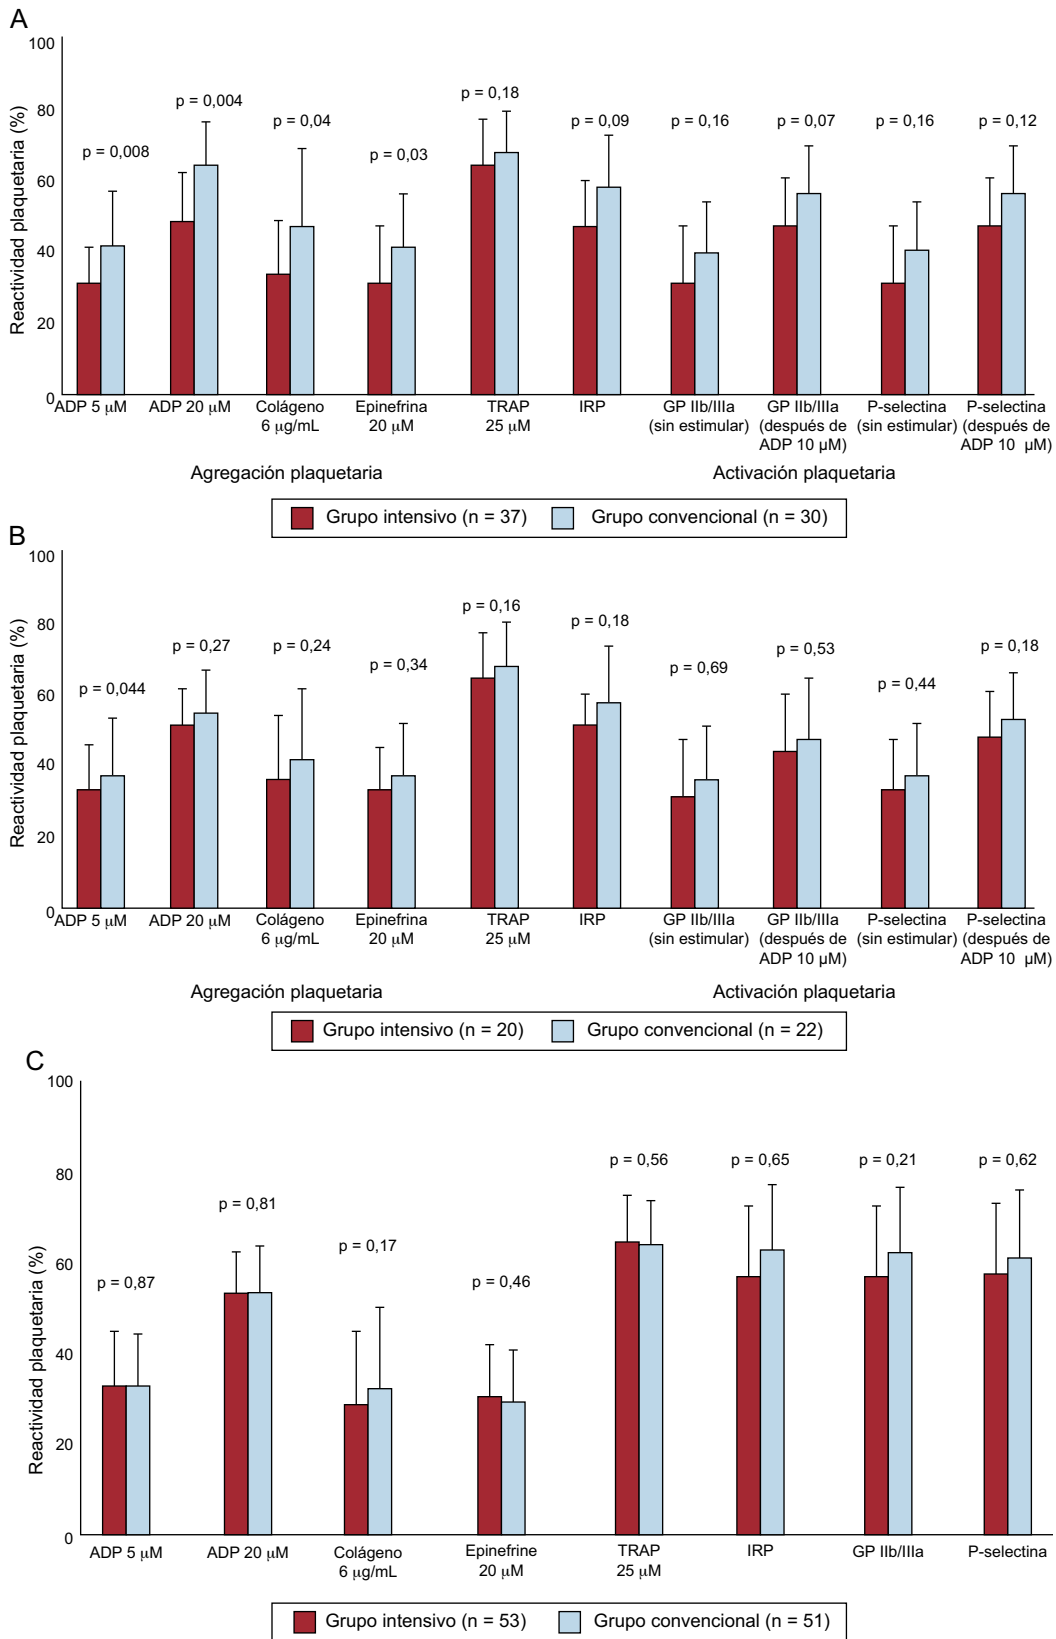 A
Reactividad plaquetaria (%)
100
80
60
40
20
0
p = 0,008
p = 0,004
p = 0,04
p = 0,03
p = 0,18
p = 0,09
p = 0,16
p = 0,07
p = 0,16
p = 0,12
ADP 5 μM
ADP 20 μM
Colágeno
6 μg/mL
Epinefrina
20 μM
TRAP
25 μM
IRP
GP IIb/IIIa
(sin estimular)
GP IIb/IIIa
(después de
ADP 10 μM)
P-selectina
(sin estimular)
P-selectina
(después de
ADP 10 μM)
Agregación plaquetaria
Activación plaquetaria
Grupo intensivo (n = 37)
Grupo convencional (n = 30)
B
Reactividad plaquetaria (%)
100
80
60
40
20
0
p = 0,044
p = 0,27
p = 0,24
p = 0,34
p = 0,16
p = 0,18
p = 0,69
p = 0,53
p = 0,44
p = 0,18
ADP 5 μM
ADP 20 μM
Colágeno
6 μg/mL
Epinefrina
20 μM
TRAP
25 μM
IRP
GP IIb/IIIa
(sin estimular)
GP IIb/IIIa
(después de
ADP 10 μM)
P-selectina
(sin estimular)
P-selectina
(después de
ADP 10 μM)
Agregación plaquetaria
Activación plaquetaria
Grupo intensivo (n = 20)
Grupo convencional (n = 22)
C
Reactividad plaquetaria (%)
100
80
60
40
20
0
p = 0,87
p = 0,81
p = 0,17
p = 0,46
p = 0,56
p = 0,65
p = 0,21
p = 0,62
ADP 5 μM
ADP 20 μM
Colágeno
6 μg/mL
Epinefrine
20 μM
TRAP
25 μM
IRP
GP IIb/IIIa
P-selectina
Grupo intensivo (n = 53)
Grupo convencional (n = 51)